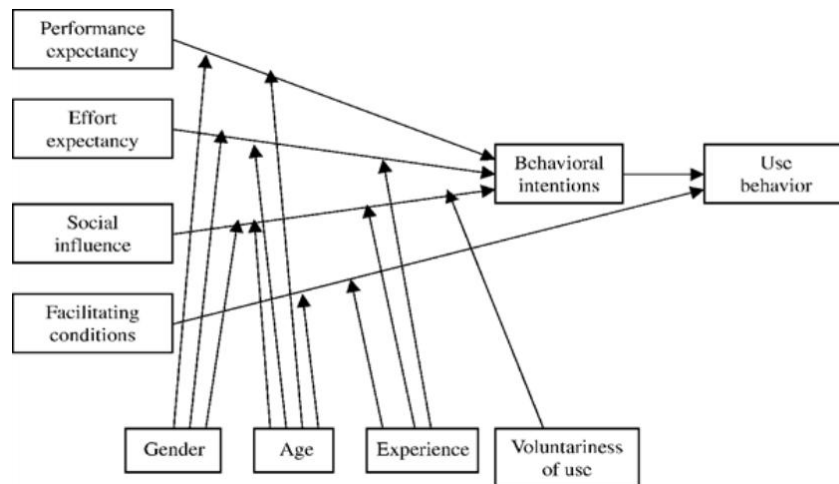 Performance
expectancy
Effort
expectancy
Behavioral
intentions
Use
behavior
Social
influence
Facilitating
conditions
Gender
Age
Experience
Voluntariness
of use